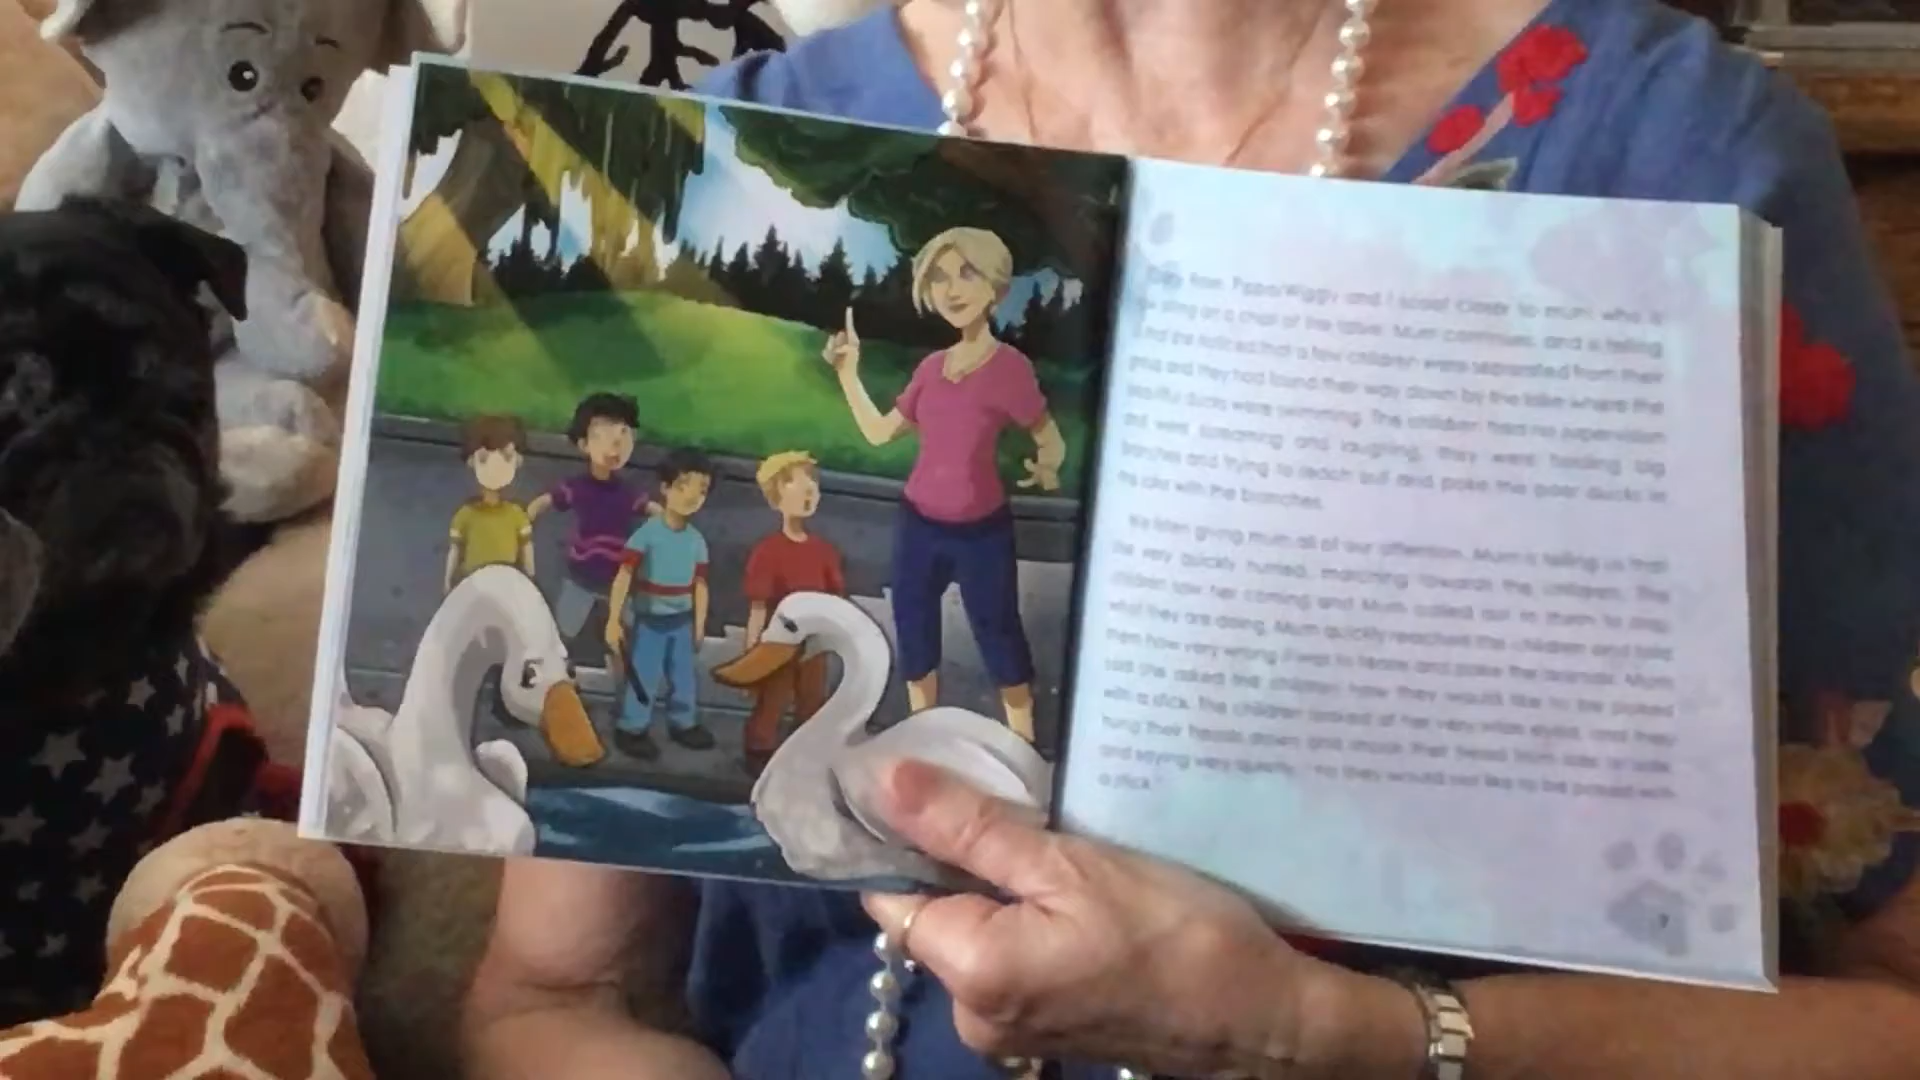 from Piggy Wiggy and I scoot closer to mum who is
sitting on a chair at the table. Mum continues, and is telling
that she noticed that a few children were separated from their
and they had found their way down by the lake where the
ducks were swimming. The children had no supervision
and were screaming and laughing, they were holding big
branches and trying to reach out and poke the poor ducks in
the lake with the branches.
We listen giving mum all of our attention. Mum is telling us that
she very quickly hurried, marching towards the children. The
children saw her coming and Mum called out to them to stop
what they are doing. Mum quickly reached the children and told
them how very wrong it was to tease and poke the animals. Mum
said she asked the children how they would like to be poked
with a stick. The children looked at her very wide eyed, and they
hung their heads down and shook their head from side to side
and saying very quietly, no they would not like to be poked with
a stick.
7